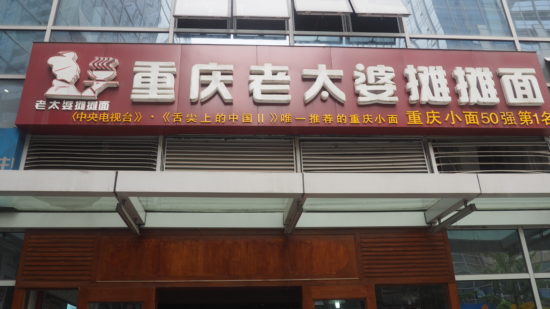 重庆老太婆摊摊面
老太婆摊摊面
《中央电视台》·《舌尖上的中国Ⅱ》唯一推荐的重庆小面 重庆小面50强第1名